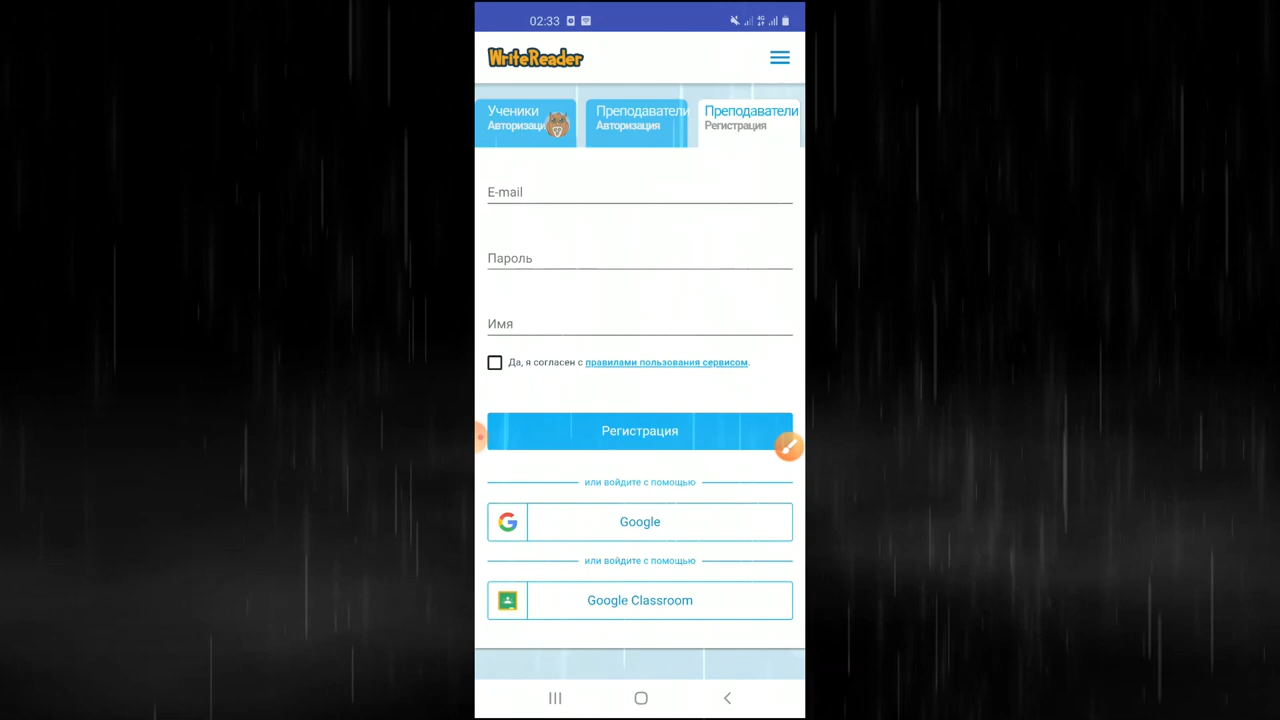 02:33
WriteReader
Ученики
Авторизаци
Преподаватели
Авторизация
Преподаватели
Регистрация
E-mail
Пароль
Имя
Да, я согласен с правилами пользования сервисом.
Регистрация
или войдите с помощью
Google
или войдите с помощью
Google Classroom